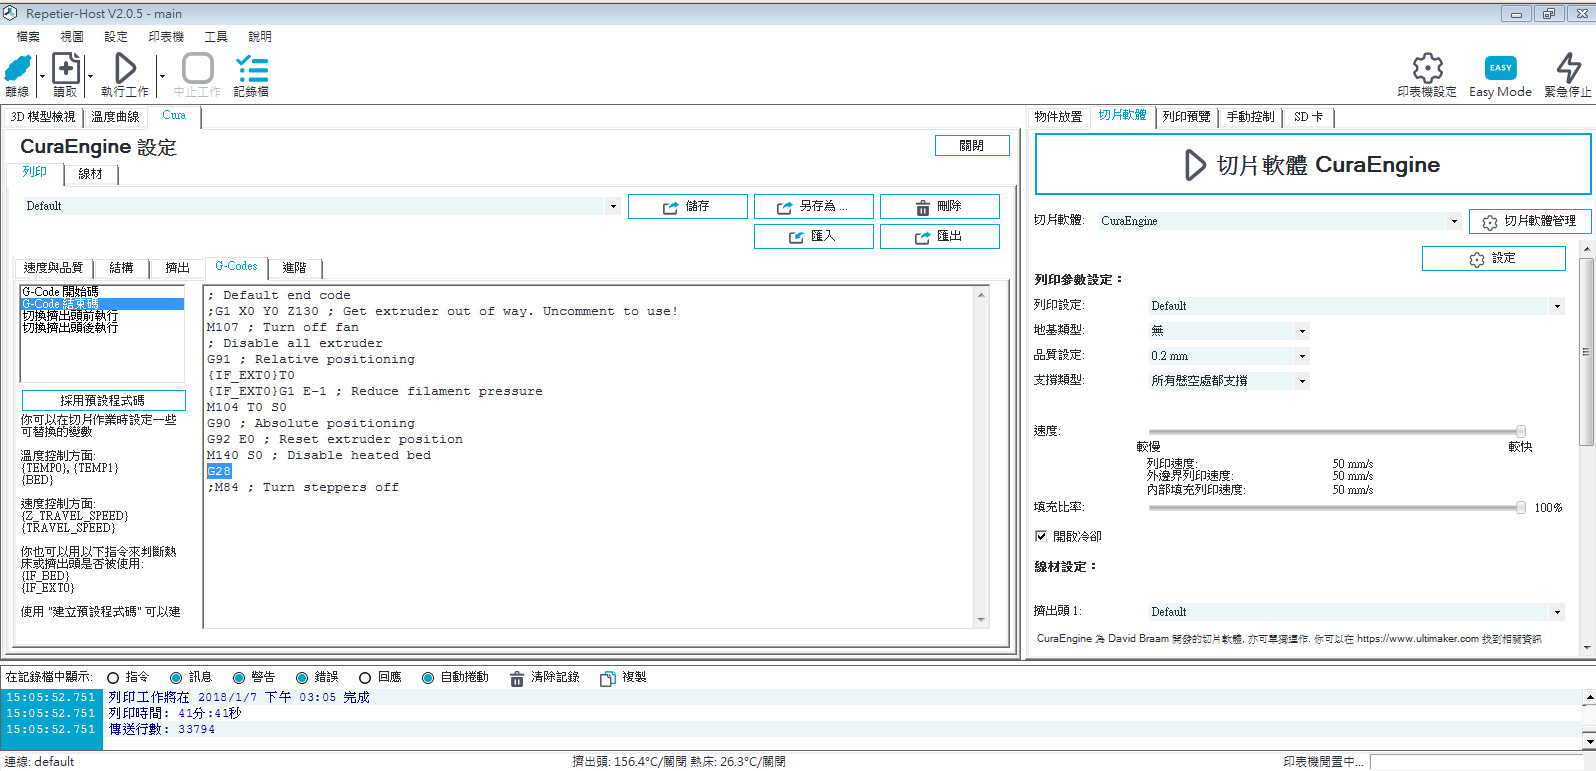 Repetier-Host V2.0.5 - main
檔案 視圖 設定 印表機 工具 說明
離線 讀取 執行工作 中止工作 記錄檔 印表機設定 Easy Mode 緊急停止
EASY
3D 模型檢視 溫度曲線 Cura
CuraEngine 設定 關閉
列印 線材
Default 儲存 另存為 ... 刪除
匯入 匯出
速度與品質 結構 擠出 G-Codes 進階
G-Code 開始碼
G-Code 結束碼
切換擠出頭前執行
切換擠出頭後執行
採用預設程式碼
你可以在切片作業時設定一些
可替換的變數
溫度控制方面:
{TEMP0}, {TEMP1}
{BED}
速度控制方面:
{Z_TRAVEL_SPEED}
{TRAVEL_SPEED}
你也可以用以下指令來判斷熱
床或擠出頭是否被使用:
{IF_BED}
{IF_EXT0}
使用 "建立預設程式碼" 可以建
; Default end code
;G1 X0 Y0 Z130 ; Get extruder out of way. Uncomment to use!
M107 ; Turn off fan
; Disable all extruder
G91 ; Relative positioning
{IF_EXT0}T0
{IF_EXT0}G1 E-1 ; Reduce filament pressure
M104 T0 S0
G90 ; Absolute positioning
G92 E0 ; Reset extruder position
M140 S0 ; Disable heated bed
G28
;M84 ; Turn steppers off
物件放置 切片軟體 列印預覽 手動控制 SD 卡
切片軟體 CuraEngine
切片軟體: CuraEngine 切片軟體管理
設定
列印參數設定：
列印設定: Default
地基類型: 無
品質設定: 0.2 mm
支撐類型: 所有懸空處都支撐
速度:
較慢 較快
列印速度: 50 mm/s
外邊界列印速度: 50 mm/s
內部填充列印速度: 50 mm/s
填充比率: 100%
開啟冷卻
線材設定：
擠出頭 1: Default
CuraEngine 為 David Braam 開發的切片軟體, 亦可單獨運作. 你可以在 https://www.ultimaker.com 找到相關資訊
在記錄檔中顯示: 指令 訊息 警告 錯誤 回應 自動捲動 清除記錄 複製
15:05:52.751 列印工作將在 2018/1/7 下午 03:05 完成
15:05:52.751 列印時間: 41分:41秒
15:05:52.751 傳送行數: 33794
連線: default 擠出頭: 156.4°C/關閉 熱床: 26.3°C/關閉 印表機閒置中...